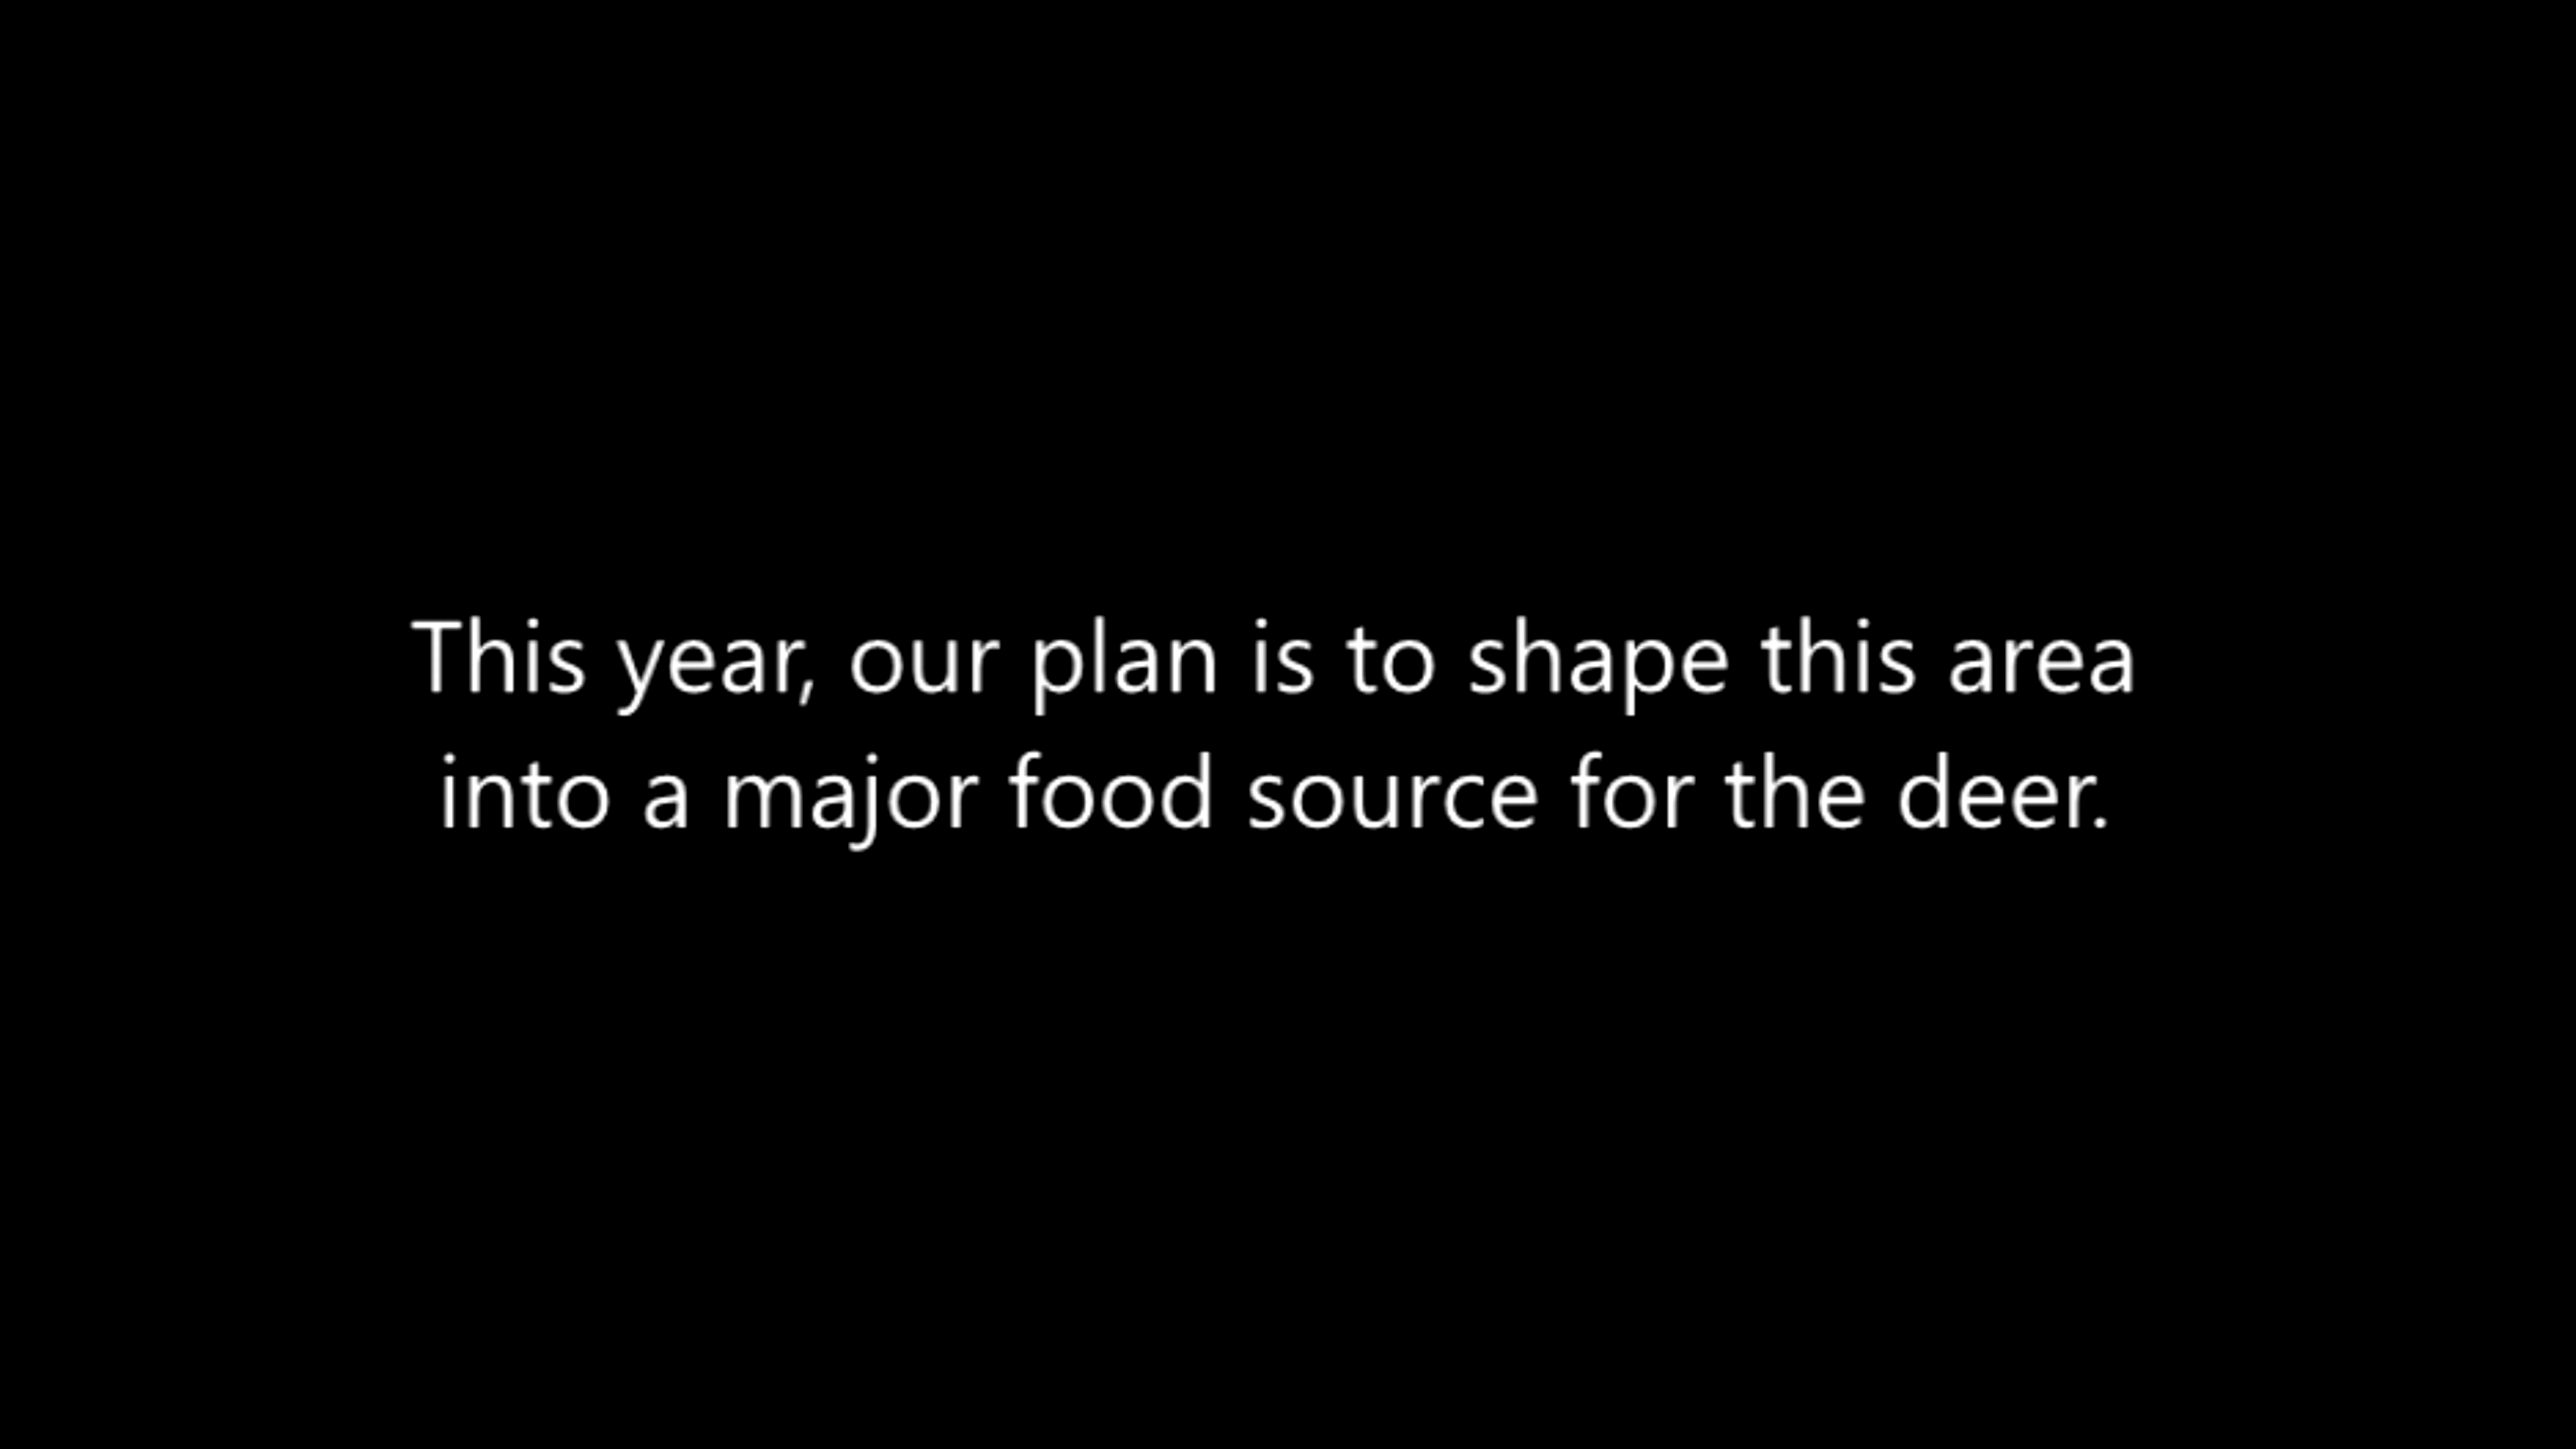 This year, our plan is to shape this area
into a major food source for the deer.